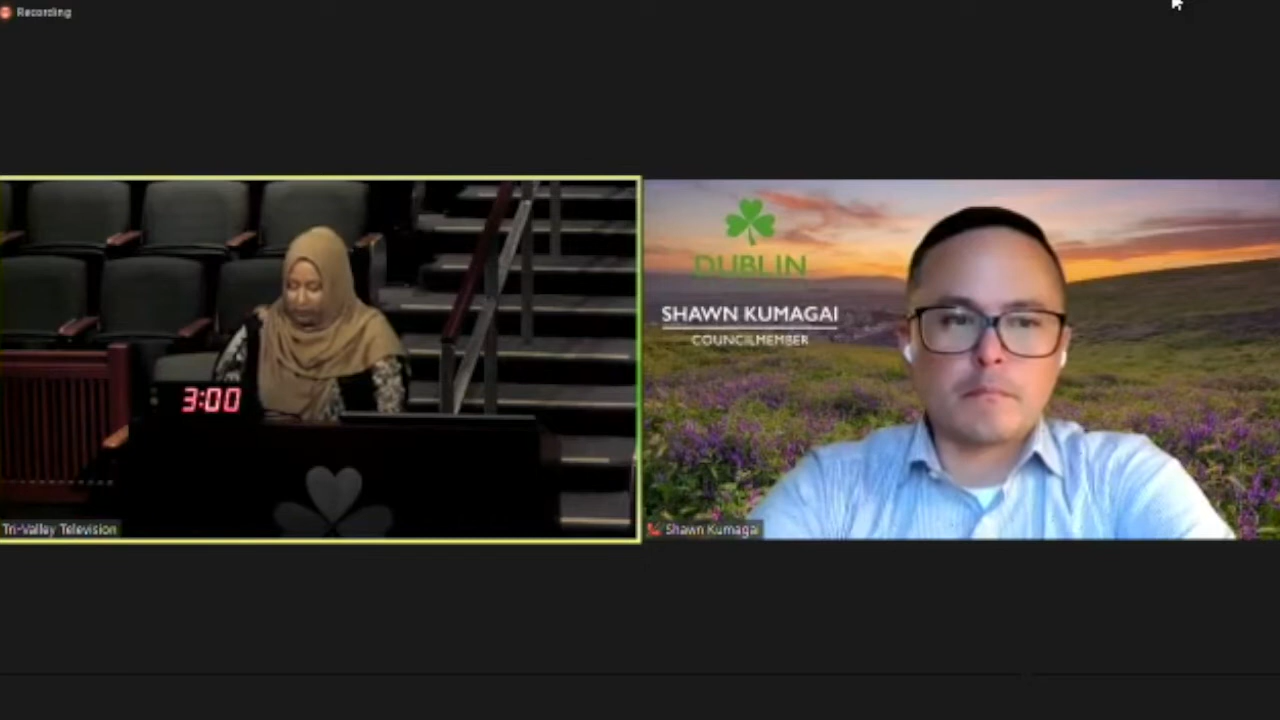 Recording
3:00
Tri-Valley Television
DUBLIN
SHAWN KUMAGAI
COUNCILMEMBER
Shawn Kumagai